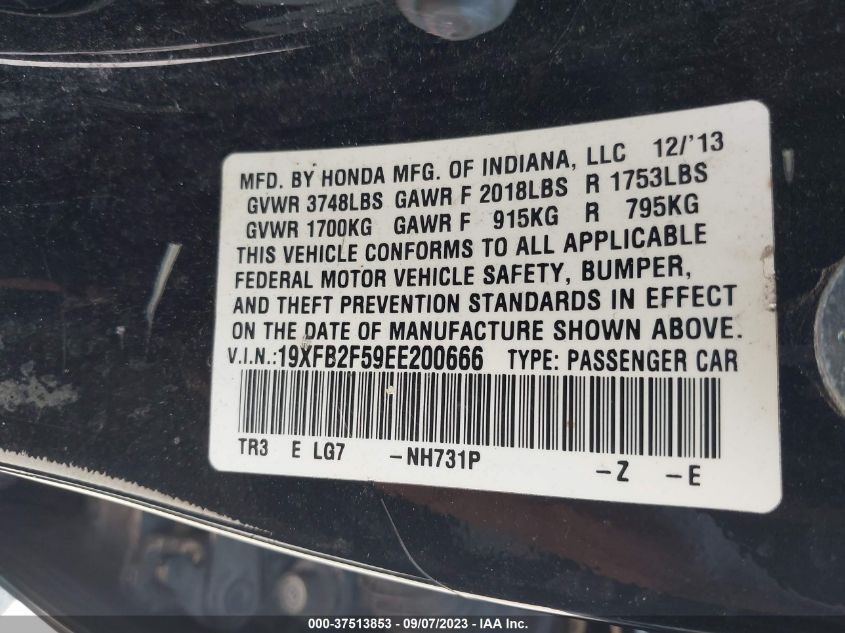 MFD. BY HONDA MFG. OF INDIANA, LLC 12/'13
GVWR 3748LBS GAWR F 2018LBS R 1753LBS
GVWR 1700KG GAWR F 915KG R 795KG
THIS VEHICLE CONFORMS TO ALL APPLICABLE
FEDERAL MOTOR VEHICLE SAFETY, BUMPER,
AND THEFT PREVENTION STANDARDS IN EFFECT
ON THE DATE OF MANUFACTURE SHOWN ABOVE.
V.I.N.:19XFB2F59EE200666 TYPE: PASSENGER CAR
TR3 E LG7 -NH731P -Z -E
000-37513853 - 09/07/2023 - IAA Inc.